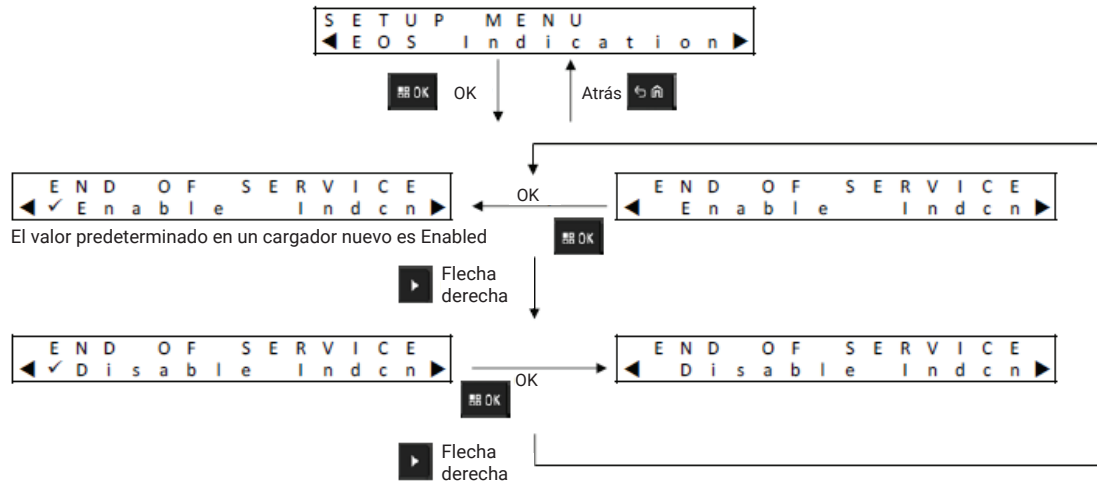 SETUP MENU
◀EOS Indication▶
OK OK Atrás
END OF SERVICE
◀✓Enable Indcn▶
OK
END OF SERVICE
◀ Enable Indcn▶
El valor predeterminado en un cargador nuevo es Enabled
OK
Flecha
derecha
END OF SERVICE
◀✓Disable Indcn▶
OK
OK
END OF SERVICE
◀ Disable Indcn▶
Flecha
derecha